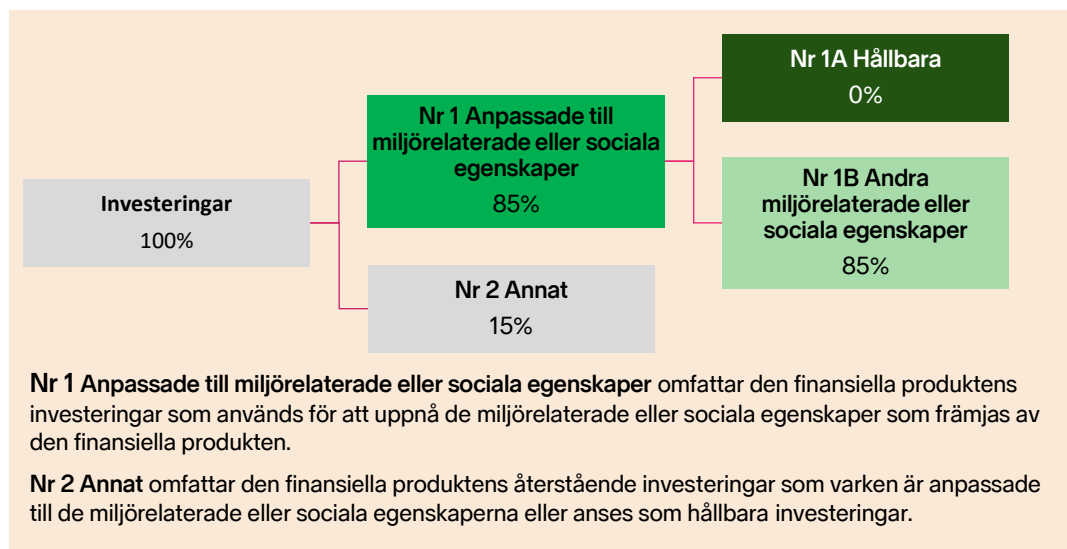 Investeringar
100%
Nr 1 Anpassade till
miljörelaterade eller sociala
egenskaper
85%
Nr 2 Annat
15%
Nr 1A Hållbara
0%
Nr 1B Andra
miljörelaterade eller
sociala egenskaper
85%
Nr 1 Anpassade till miljörelaterade eller sociala egenskaper omfattar den finansiella produktens
investeringar som används för att uppnå de miljörelaterade eller sociala egenskaper som främjas av
den finansiella produkten.
Nr 2 Annat omfattar den finansiella produktens återstående investeringar som varken är anpassade
till de miljörelaterade eller sociala egenskaperna eller anses som hållbara investeringar.